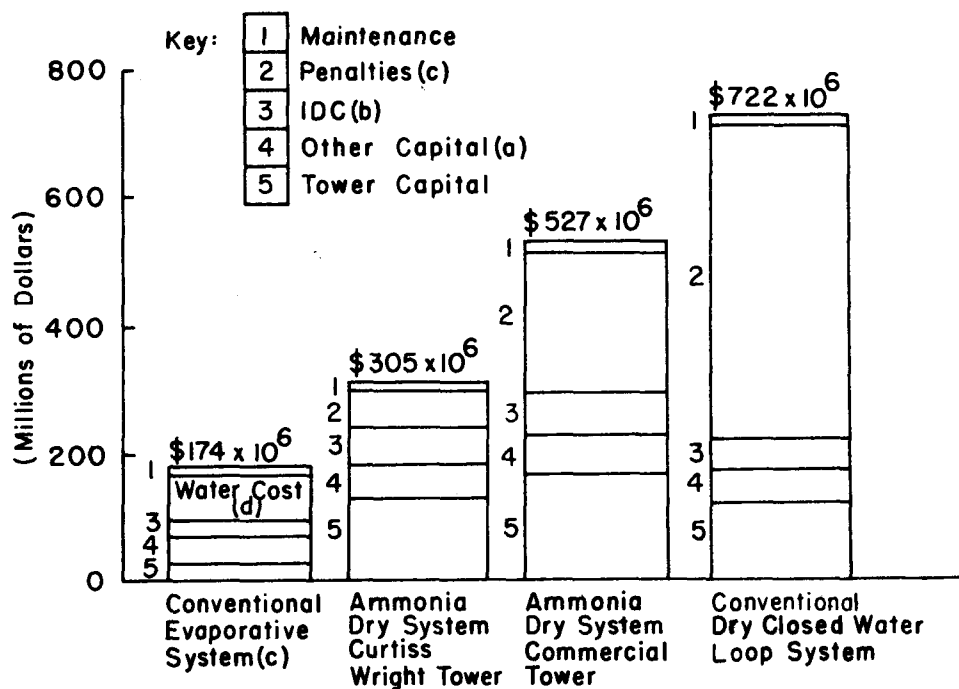 Key:
1 Maintenance
2 Penalties(c)
3 IDC(b)
4 Other Capital(a)
5 Tower Capital
(Millions of Dollars)
800
600
400
200
0
$174 x 10^6
1
Water Cost
(d)
3
4
5
$305 x 10^6
1
2
3
4
5
$527 x 10^6
1
2
3
4
5
$722 x 10^6
1
2
3
4
5
Conventional
Evaporative
System(c)
Ammonia
Dry System
Curtiss
Wright Tower
Ammonia
Dry System
Commercial
Tower
Conventional
Dry Closed Water
Loop System